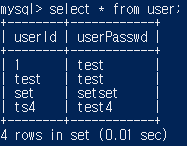 mysql> select * from user;
+--------+------------+
| userId | userPasswd |
+--------+------------+
| 1      | test       |
| test   | test       |
| set    | setset     |
| ts4    | test4      |
+--------+------------+
4 rows in set (0.01 sec)